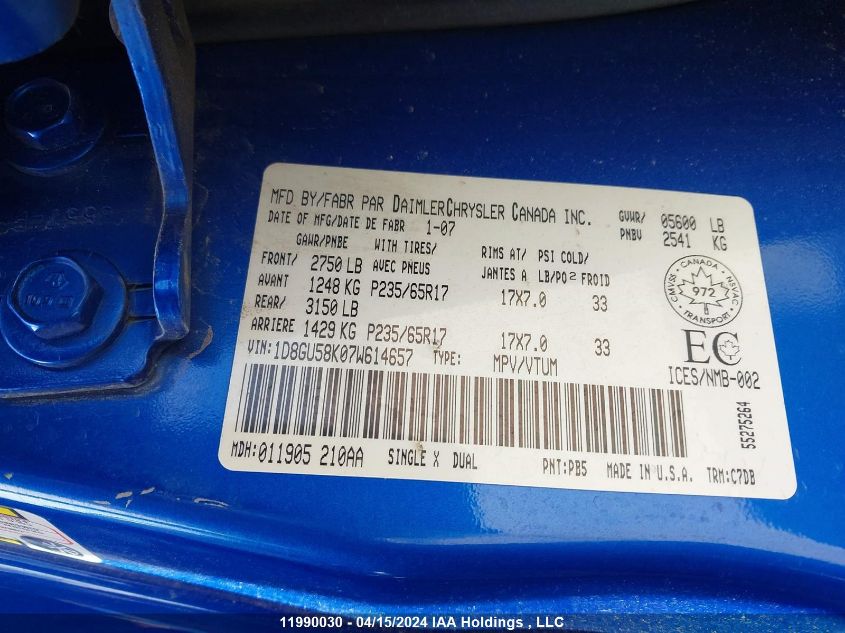 MFD BY/FABR PAR DAIMLERCHRYSLER CANADA INC. GVWR/ 05600 LB
DATE OF MFG/DATE DE FABR 1-07 PNBV 2541 KG
GAWR/PNBE WITH TIRES/ RIMS AT/ PSI COLD/
FRONT/ 2750 LB AVEC PNEUS JANTES A LB/PO2 FROID
AVANT 1248 KG P235/65R17 17X7.0 33
REAR/ 3150 LB
ARRIERE 1429 KG P235/65R17 17X7.0 33
CANADA
CMVSS 972 NSVAC
TRANSPORT
EC
VIN:1D8GU58K07W614657 TYPE: MPV/VTUM ICES/NMB-002
55275264
MDH:011905 210AA SINGLE X DUAL PNT:PB5 MADE IN U.S.A. TRM:C7DB
11990030 - 04/15/2024 IAA Holdings , LLC